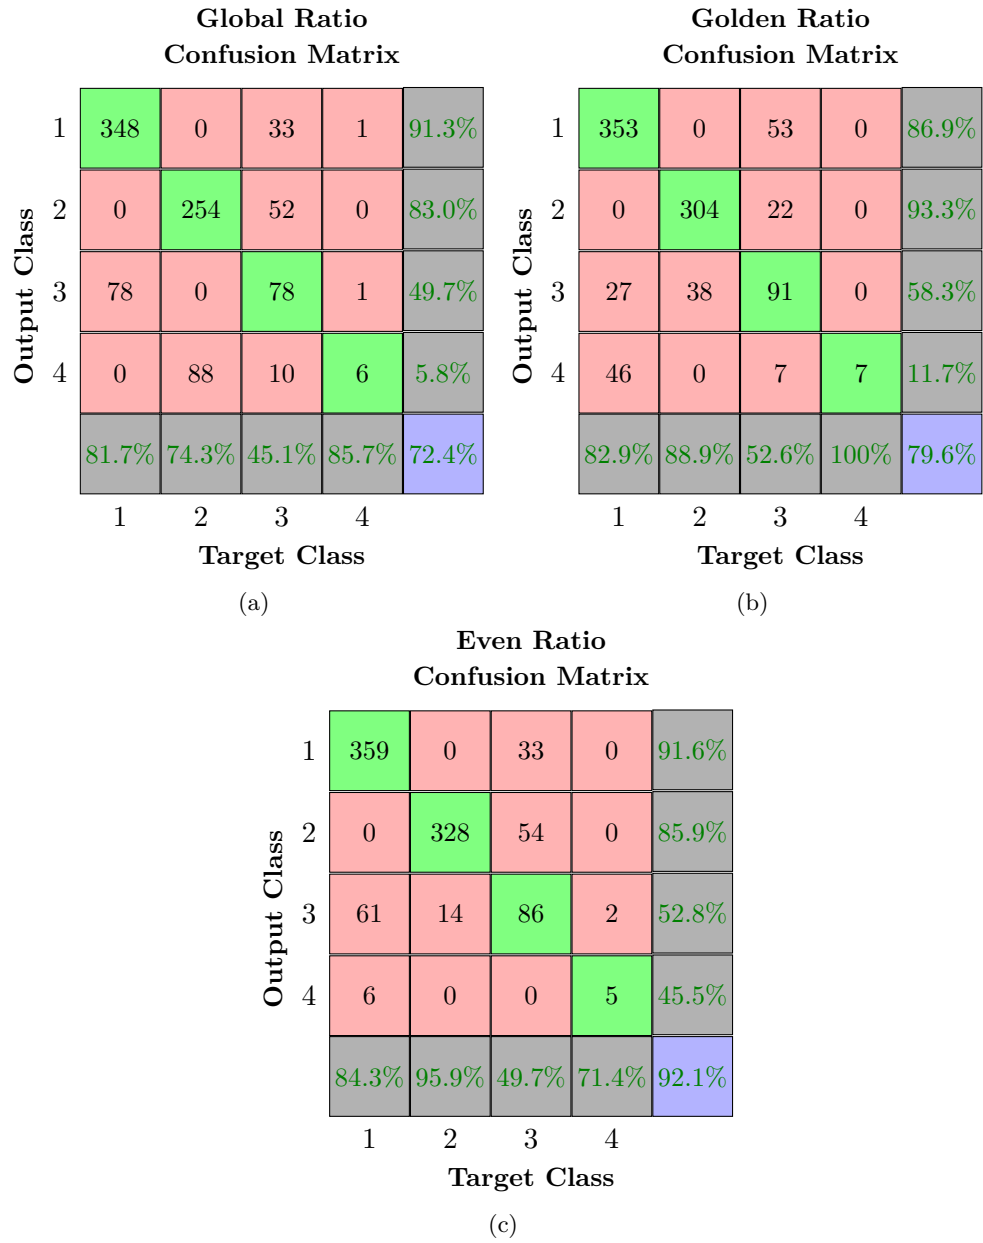 Global Ratio
Confusion Matrix
Output Class
1 348 0 33 1 91.3%
2 0 254 52 0 83.0%
3 78 0 78 1 49.7%
4 0 88 10 6 5.8%
81.7% 74.3% 45.1% 85.7% 72.4%
1 2 3 4
Target Class
(a)
Golden Ratio
Confusion Matrix
Output Class
1 353 0 53 0 86.9%
2 0 304 22 0 93.3%
3 27 38 91 0 58.3%
4 46 0 7 7 11.7%
82.9% 88.9% 52.6% 100% 79.6%
1 2 3 4
Target Class
(b)
Even Ratio
Confusion Matrix
Output Class
1 359 0 33 0 91.6%
2 0 328 54 0 85.9%
3 61 14 86 2 52.8%
4 6 0 0 5 45.5%
84.3% 95.9% 49.7% 71.4% 92.1%
1 2 3 4
Target Class
(c)